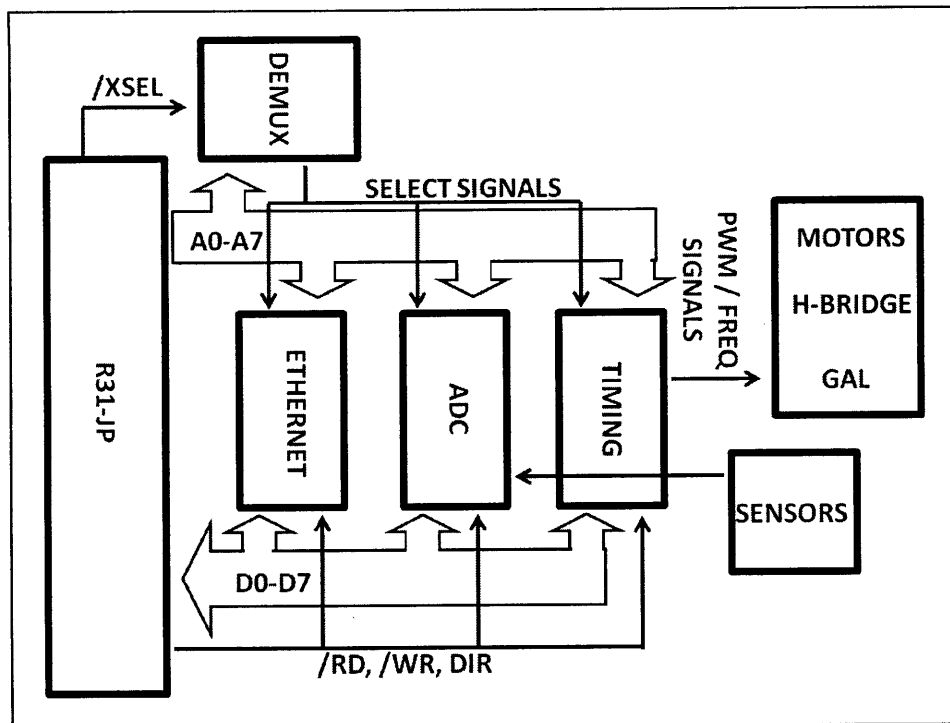 DEMUX
/XSEL
SELECT SIGNALS
A0-A7
PWM / FREQ
SIGNALS
MOTORS
H-BRIDGE
GAL
R31-JP
ETHERNET
ADC
TIMING
SENSORS
D0-D7
/RD, /WR, DIR